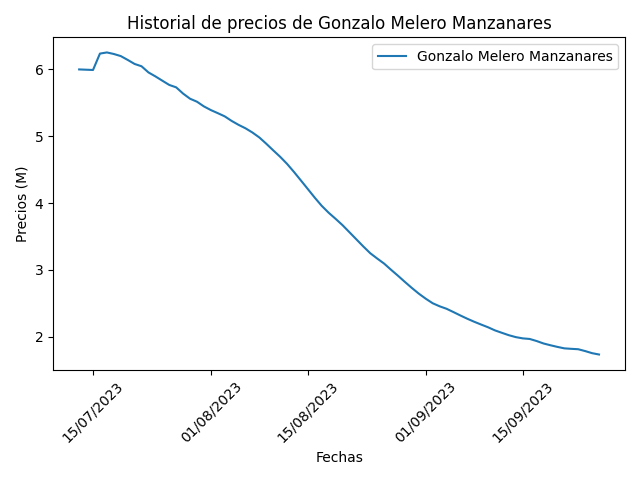 Historial de precios de Gonzalo Melero Manzanares
Gonzalo Melero Manzanares
Precios (M)
6
5
4
3
2
15/07/2023
01/08/2023
15/08/2023
01/09/2023
15/09/2023
Fechas